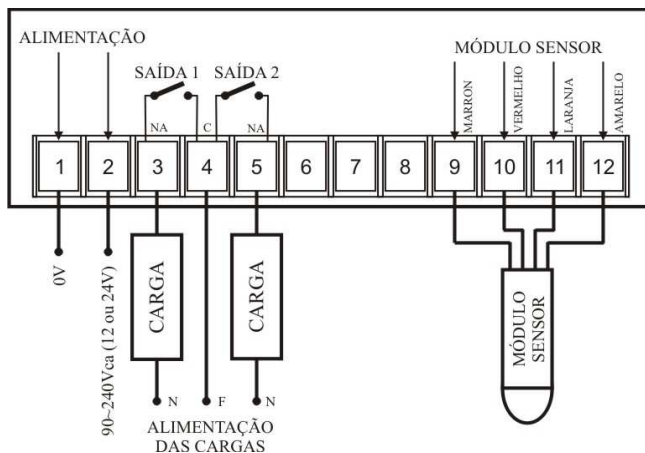 ALIMENTAÇÃO
MÓDULO SENSOR
SAÍDA 1
SAÍDA 2
MARRON
VERMELHO
LARANJA
AMARELO
NA
C
NA
1
2
3
4
5
6
7
8
9
10
11
12
0V
90~240Vca (12 ou 24V)
CARGA
CARGA
MÓDULO
SENSOR
N
F
N
ALIMENTAÇÃO
DAS CARGAS